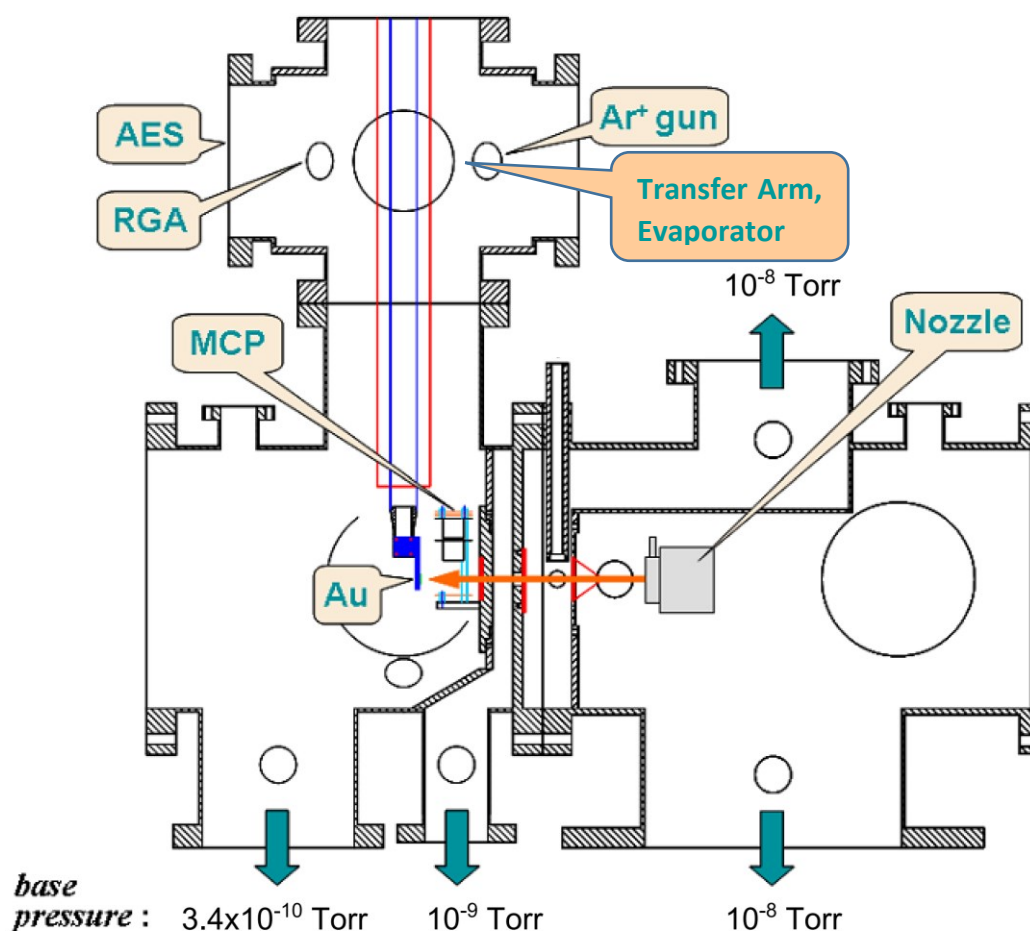 AES
Ar⁺ gun
RGA
Transfer Arm,
Evaporator
10⁻⁸ Torr
MCP
Nozzle
Au
base
pressure :
3.4x10⁻¹⁰ Torr
10⁻⁹ Torr
10⁻⁸ Torr